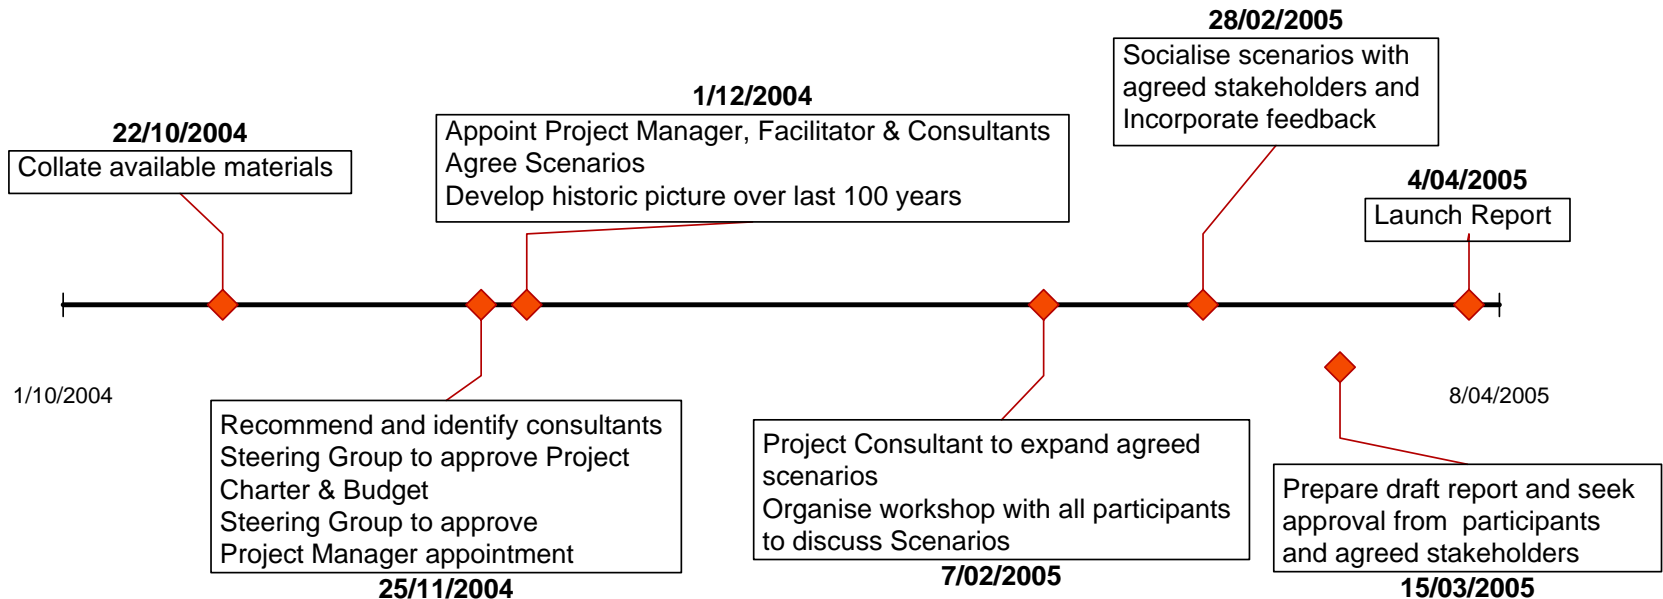 28/02/2005
Socialise scenarios with
agreed stakeholders and
Incorporate feedback
1/12/2004
Appoint Project Manager, Facilitator & Consultants
Agree Scenarios
Develop historic picture over last 100 years
22/10/2004
Collate available materials
4/04/2005
Launch Report
1/10/2004
8/04/2005
Recommend and identify consultants
Steering Group to approve Project
Charter & Budget
Steering Group to approve
Project Manager appointment
25/11/2004
Project Consultant to expand agreed
scenarios
Organise workshop with all participants
to discuss Scenarios
7/02/2005
Prepare draft report and seek
approval from  participants
and agreed stakeholders
15/03/2005